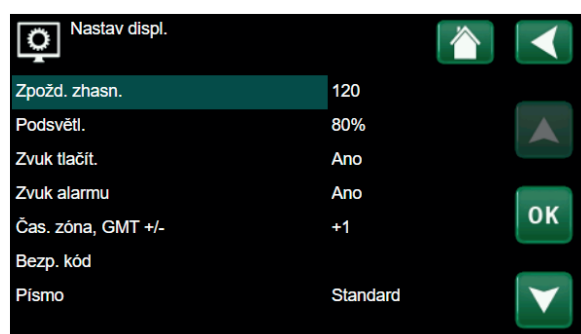 Nastav displ.
Zpožd. zhasn. 120
Podsvětl. 80%
Zvuk tlačít. Ano
Zvuk alarmu Ano
Čas. zóna, GMT +/- +1
OK
Bezp. kód
Písmo Standard